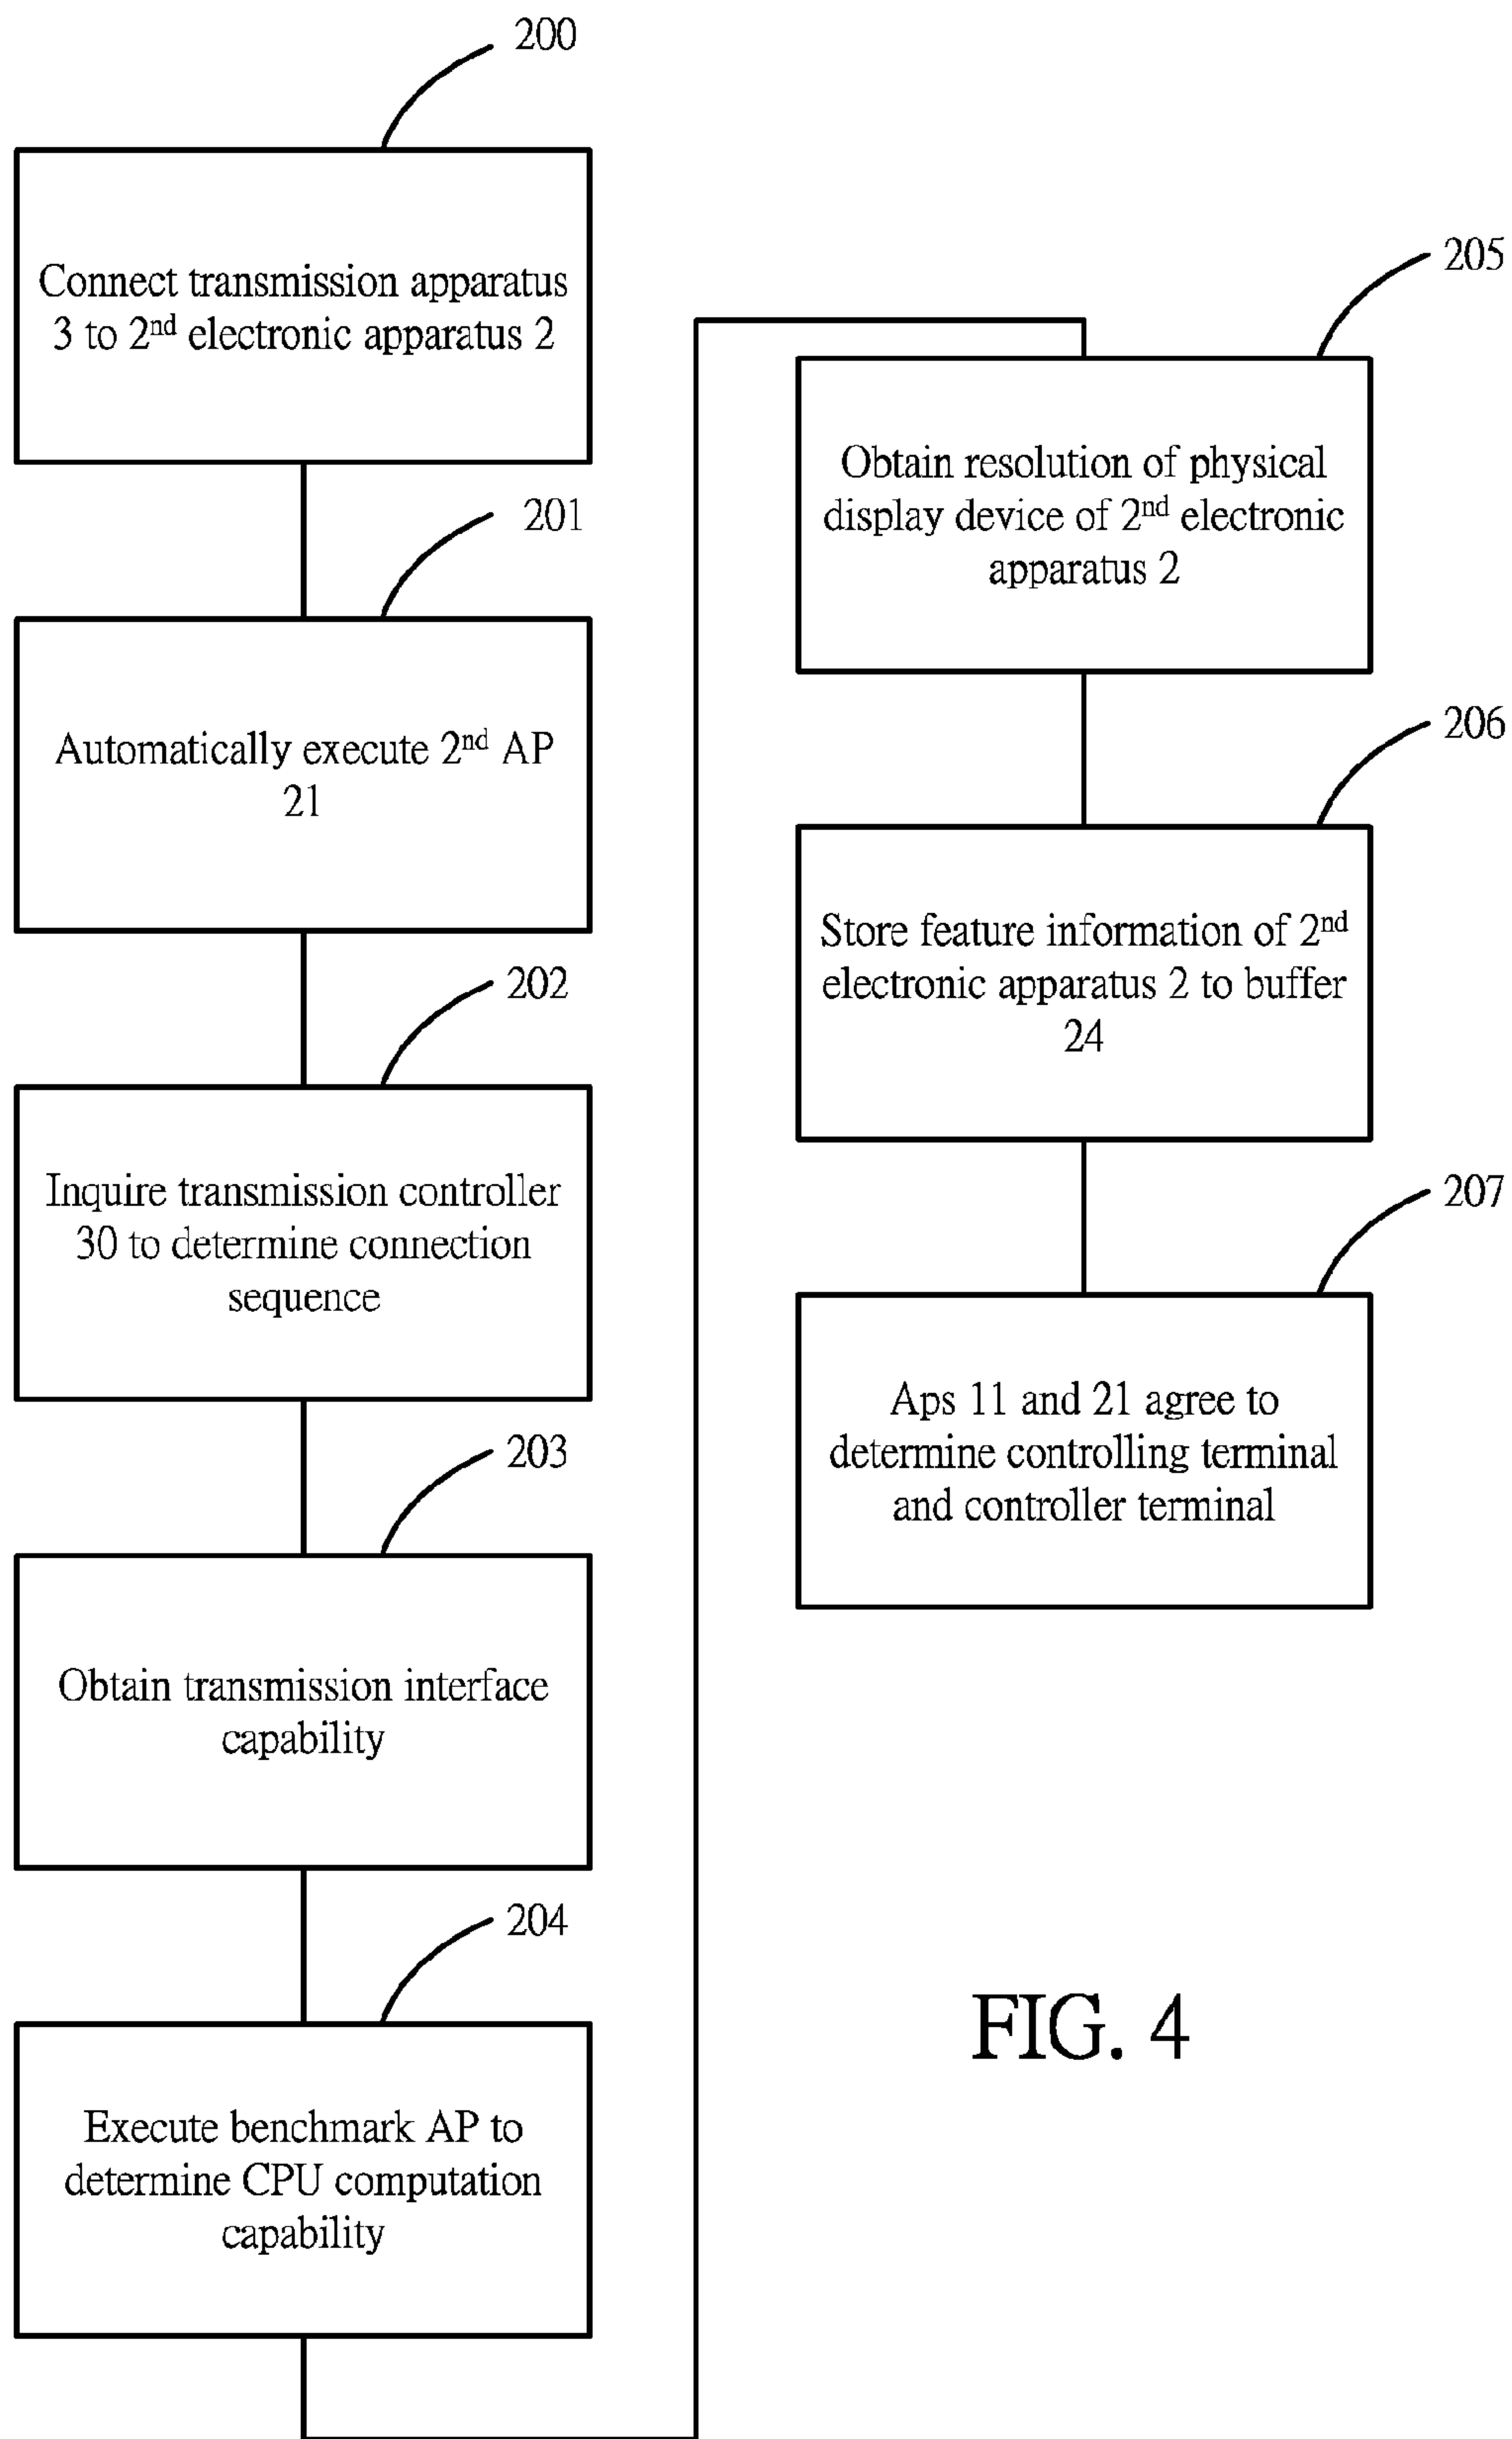 200
Connect transmission apparatus
3 to 2nd electronic apparatus 2
201
Automatically execute 2nd AP
21
202
Inquire transmission controller
30 to determine connection
sequence
203
Obtain transmission interface
capability
204
Execute benchmark AP to
determine CPU computation
capability
205
Obtain resolution of physical
display device of 2nd electronic
apparatus 2
206
Store feature information of 2nd
electronic apparatus 2 to buffer
24
207
Aps 11 and 21 agree to
determine controlling terminal
and controller terminal
FIG. 4